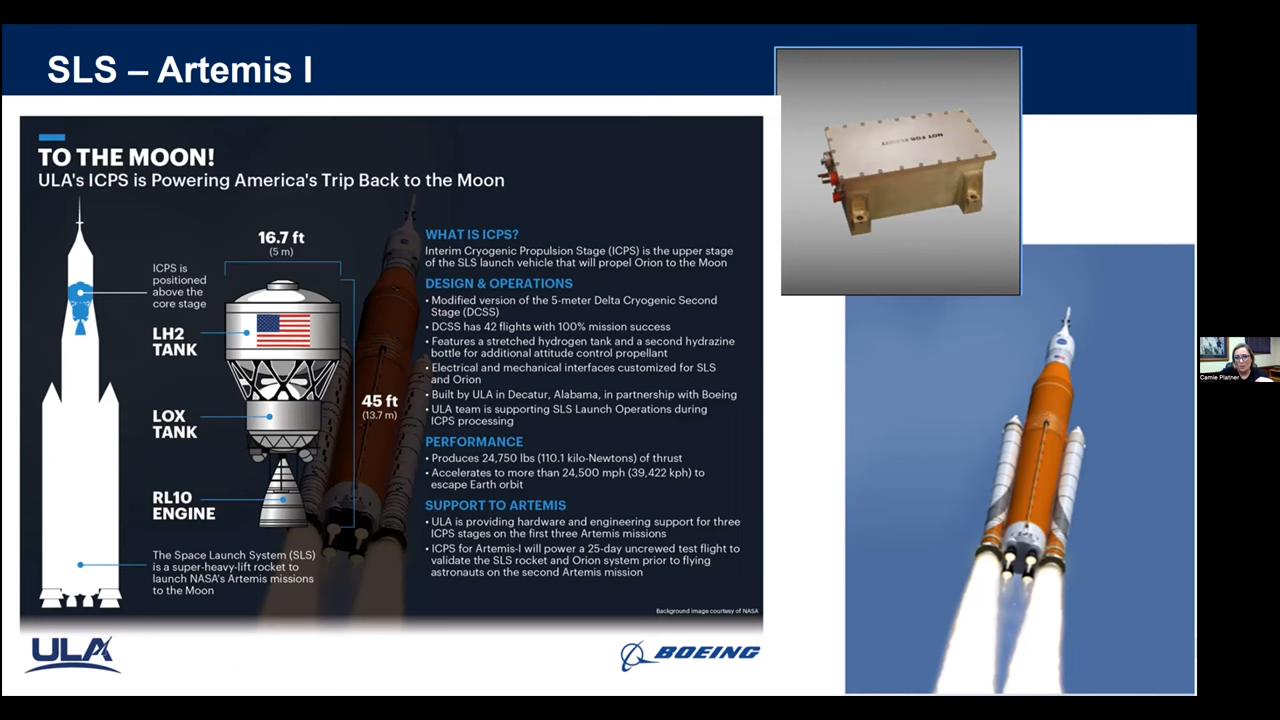 SLS – Artemis I
TO THE MOON!
ULA's ICPS is Powering America's Trip Back to the Moon
16.7 ft
(5 m)
ICPS is
positioned
above the
core stage
LH2
TANK
LOX
TANK
45 ft
(13.7 m)
RL10
ENGINE
The Space Launch System (SLS)
is a super-heavy-lift rocket to
launch NASA's Artemis missions
to the Moon
WHAT IS ICPS?
Interim Cryogenic Propulsion Stage (ICPS) is the upper stage
of the SLS launch vehicle that will propel Orion to the Moon
DESIGN & OPERATIONS
• Modified version of the 5-meter Delta Cryogenic Second
Stage (DCSS)
• DCSS has 42 flights with 100% mission success
• Features a stretched hydrogen tank and a second hydrazine
bottle for additional attitude control propellant
• Electrical and mechanical interfaces customized for SLS
and Orion
• Built by ULA in Decatur, Alabama, in partnership with Boeing
• ULA team is supporting SLS Launch Operations during
ICPS processing
PERFORMANCE
• Produces 24,750 lbs (110.1 kilo-Newtons) of thrust
• Accelerates to more than 24,500 mph (39,422 kph) to
escape Earth orbit
SUPPORT TO ARTEMIS
• ULA is providing hardware and engineering support for three
ICPS stages on the first three Artemis missions
• ICPS for Artemis-I will power a 25-day uncrewed test flight to
validate the SLS rocket and Orion system prior to flying
astronauts on the second Artemis mission
Background image courtesy of NASA
ULA
BOEING
NOT FOR FLIGHT
Camie Platner